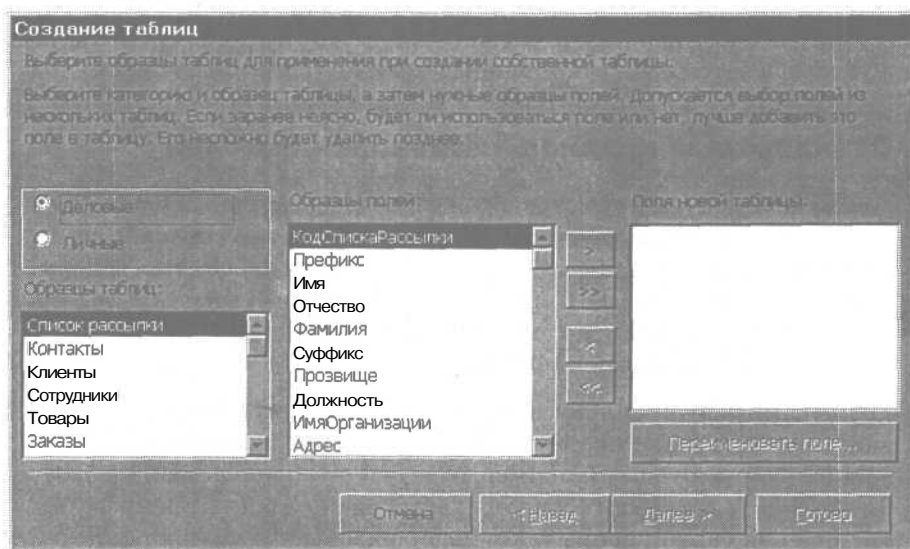 Создание таблиц
Выберите образцы таблиц для применения при создании собственной таблицы.
Выберите категорию и образец таблицы, а затем нужные образцы полей. Допускается выбор полей из
нескольких таблиц. Если заранее неясно, будет ли использоваться поле или нет, лучше добавить это
поле в таблицу. Его несложно будет удалить позднее.
Деловые
Личные
Образцы таблиц:
Список рассылки
Контакты
Клиенты
Сотрудники
Товары
Заказы
Образцы полей:
КодСпискаРассылки
Префикс
Имя
Отчество
Фамилия
Суффикс
Прозвище
Должность
ИмяОрганизации
Адрес
>
>>
<
<<
Поля новой таблицы:
Переименовать поле...
Отмена
< Назад
Далее >
Готово